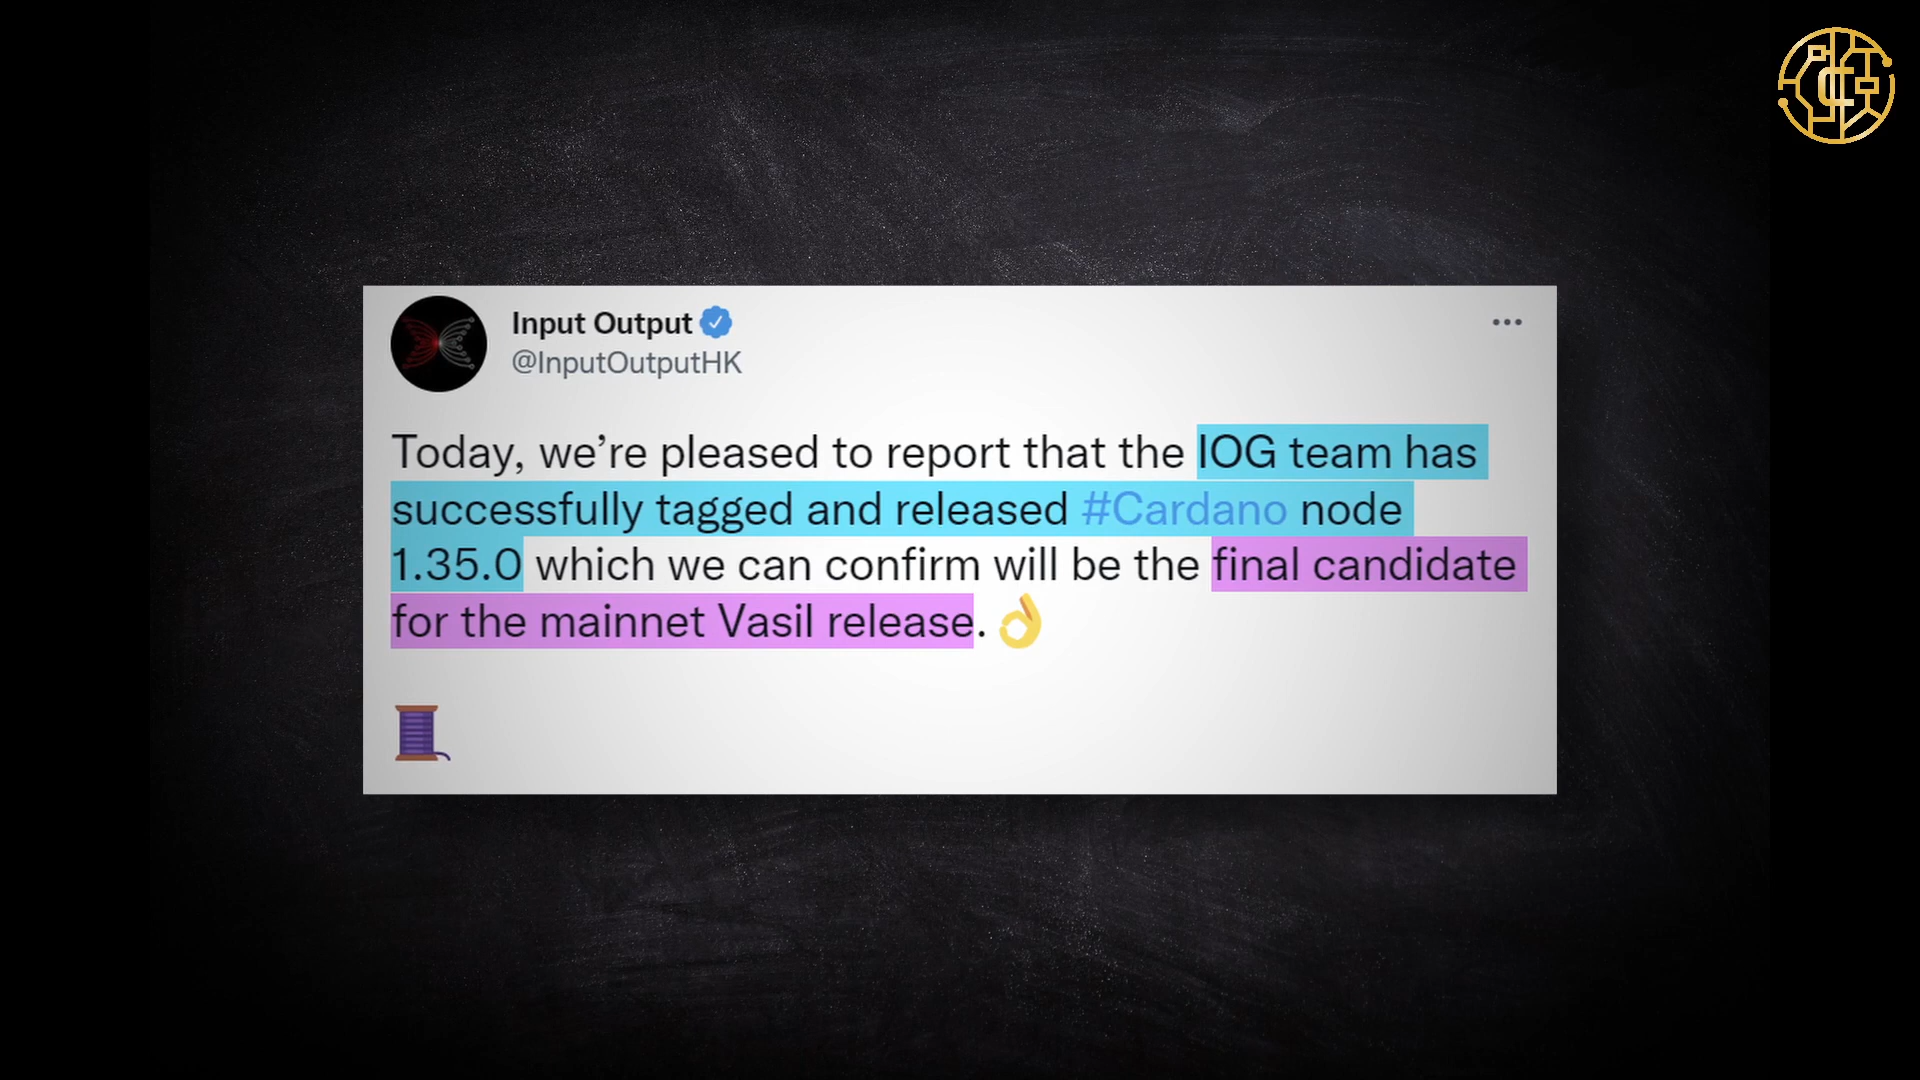 Input Output
@InputOutputHK
Today, we’re pleased to report that the IOG team has
successfully tagged and released #Cardano node
1.35.0 which we can confirm will be the final candidate
for the mainnet Vasil release. 👌
🧵